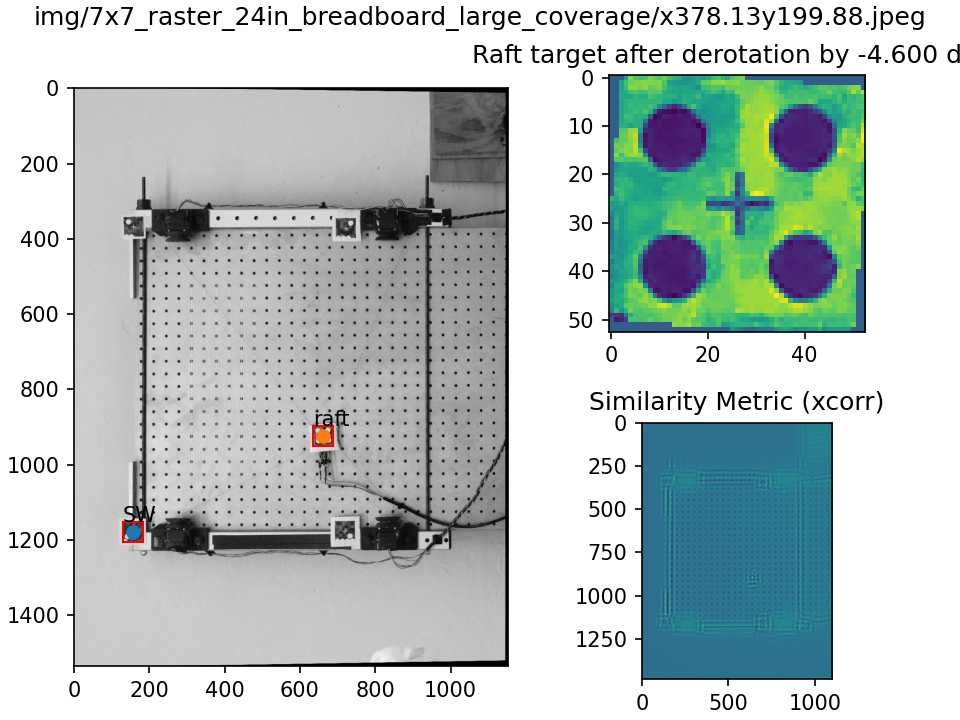 img/7x7_raster_24in_breadboard_large_coverage/x378.13y199.88.jpeg
Raft target after derotation by -4.600 d
0
200
400
600
800
1000
1200
1400
0 200 400 600 800 1000
raft
SW
0
10
20
30
40
50
0 20 40
Similarity Metric (xcorr)
0
250
500
750
1000
1250
0 500 1000